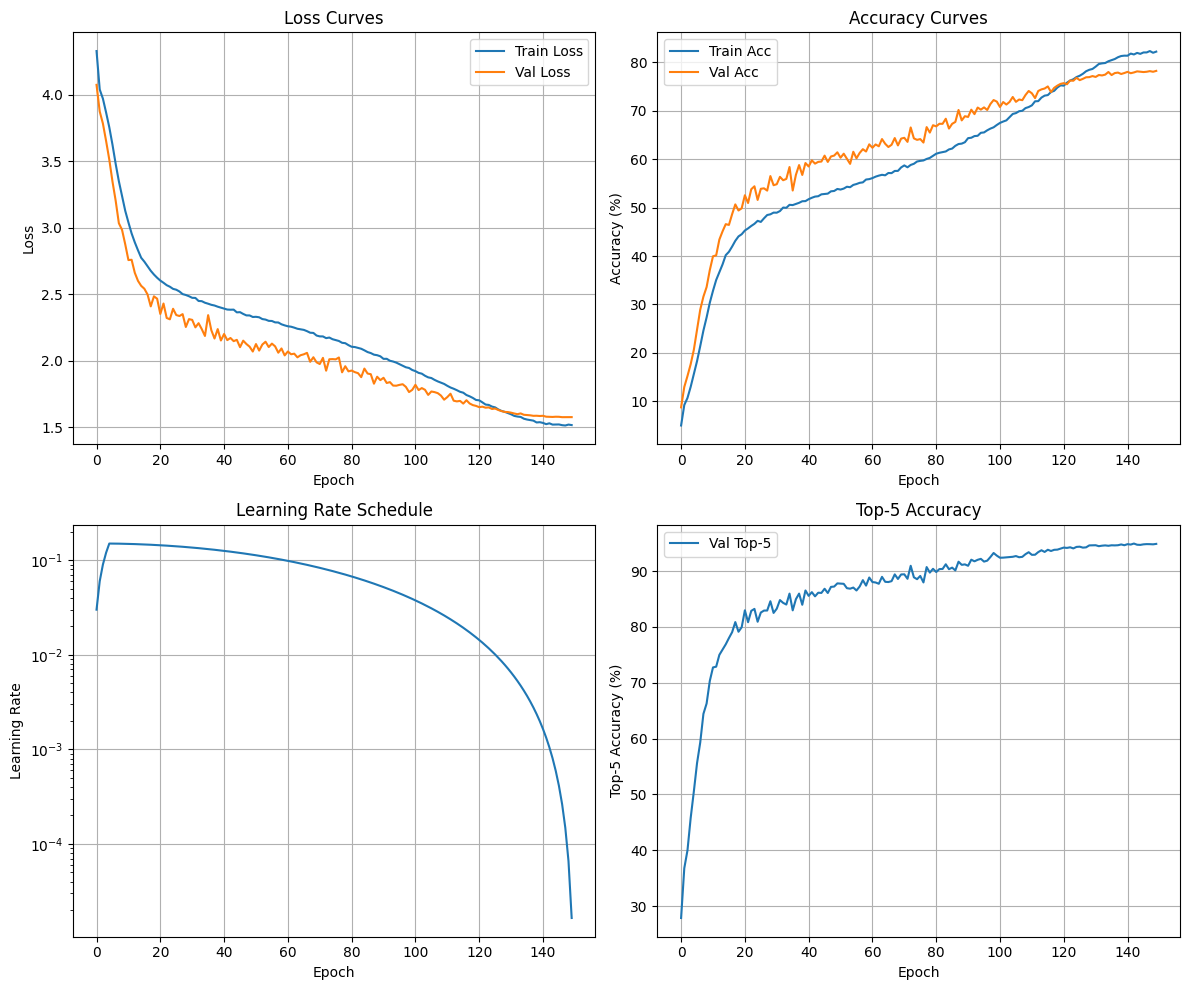 Loss Curves
Train Loss
Val Loss
4.0
3.5
3.0
2.5
2.0
1.5
Loss
0 20 40 60 80 100 120 140
Epoch
Accuracy Curves
Train Acc
Val Acc
80
70
60
50
40
30
20
10
Accuracy (%)
0 20 40 60 80 100 120 140
Epoch
Learning Rate Schedule
10⁻¹
10⁻²
10⁻³
10⁻⁴
Learning Rate
0 20 40 60 80 100 120 140
Epoch
Top-5 Accuracy
Val Top-5
90
80
70
60
50
40
30
Top-5 Accuracy (%)
0 20 40 60 80 100 120 140
Epoch